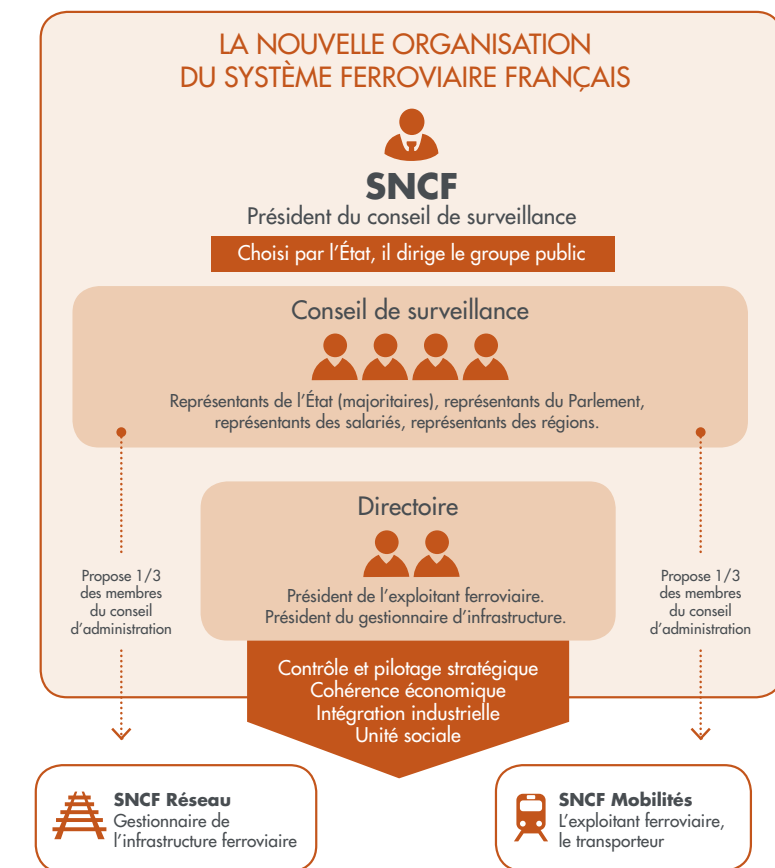 LA NOUVELLE ORGANISATION
DU SYSTÈME FERROVIAIRE FRANÇAIS
SNCF
Président du conseil de surveillance
Choisi par l’État, il dirige le groupe public
Conseil de surveillance
Représentants de l’État (majoritaires), représentants du Parlement,
représentants des salariés, représentants des régions.
Directoire
Président de l’exploitant ferroviaire.
Président du gestionnaire d’infrastructure.
Propose 1/3
des membres
du conseil
d’administration
Propose 1/3
des membres
du conseil
d’administration
Contrôle et pilotage stratégique
Cohérence économique
Intégration industrielle
Unité sociale
SNCF Réseau
Gestionnaire de
l’infrastructure ferroviaire
SNCF Mobilités
L’exploitant ferroviaire,
le transporteur